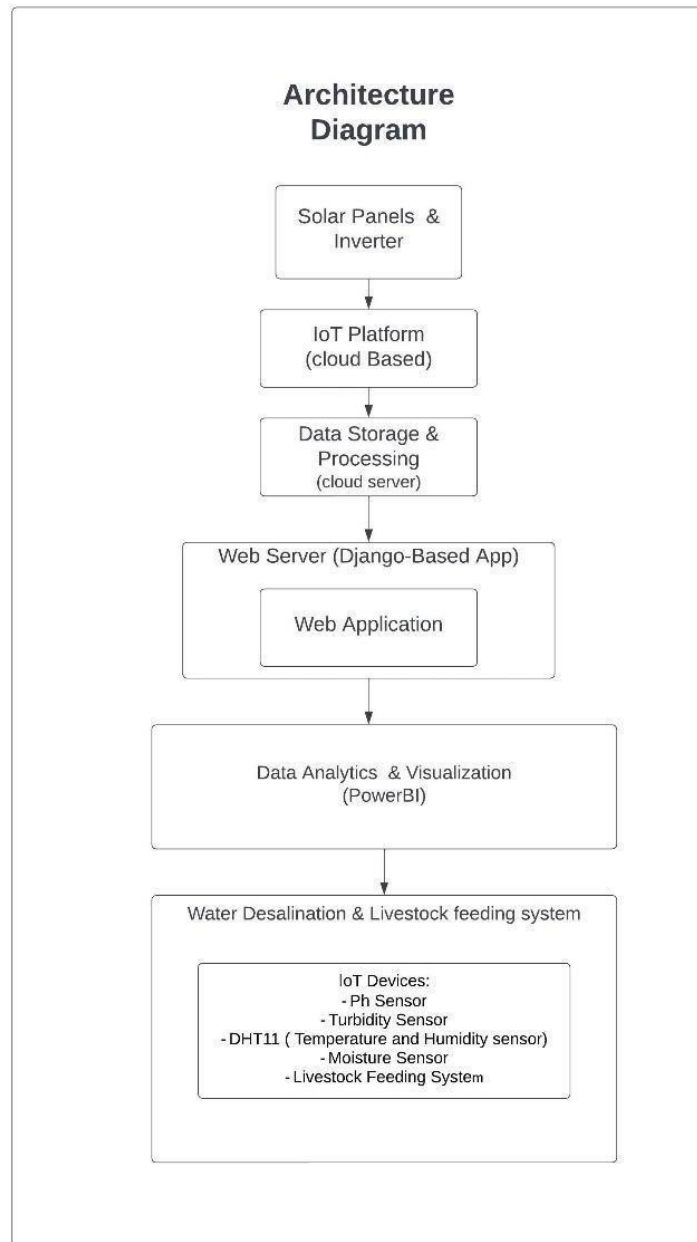 Architecture
Diagram
Solar Panels & 
Inverter
IoT Platform
(cloud Based)
Data Storage &
Processing
(cloud server)
Web Server (Django-Based App)
Web Application
Data Analytics & Visualization
(PowerBI)
Water Desalination & Livestock feeding system
IoT Devices:
- Ph Sensor
- Turbidity Sensor
- DHT11 ( Temperature and Humidity sensor)
- Moisture Sensor
- Livestock Feeding System